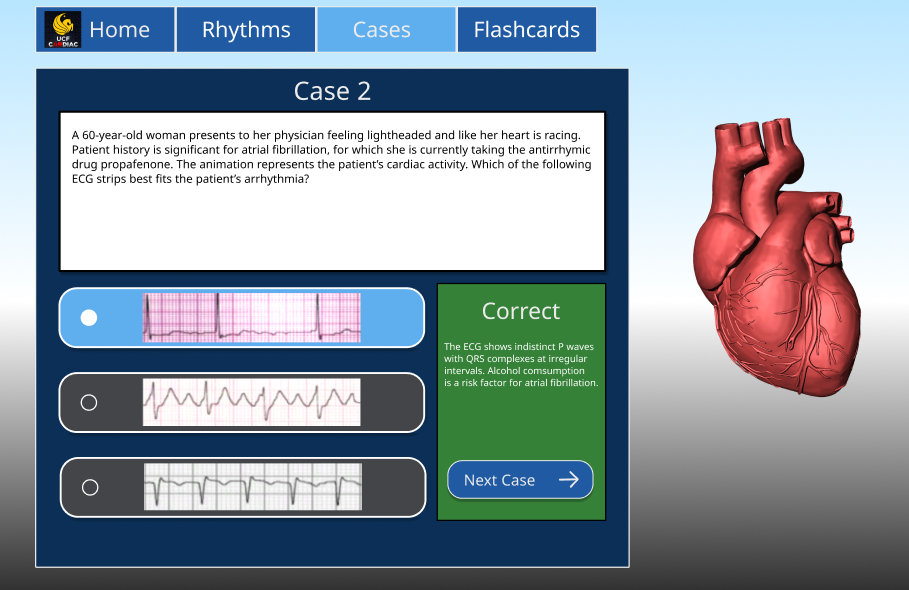 UCF
CARDIAC
Home
Rhythms
Cases
Flashcards
Case 2
A 60-year-old woman presents to her physician feeling lightheaded and like her heart is racing.
Patient history is significant for atrial fibrillation, for which she is currently taking the antirrhymic
drug propafenone. The animation represents the patient's cardiac activity. Which of the following
ECG strips best fits the patient's arrhythmia?
Correct
The ECG shows indistinct P waves
with QRS complexes at irregular
intervals. Alcohol comsumption
is a risk factor for atrial fibrillation.
Next Case